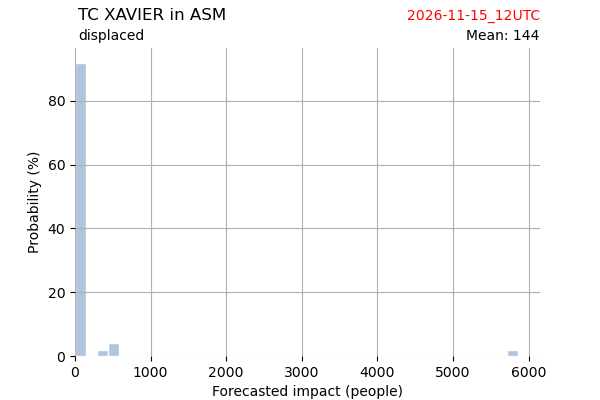 TC XAVIER in ASM
2026-11-15_12UTC
displaced
Mean: 144
Probability (%)
80
60
40
20
0
0 1000 2000 3000 4000 5000 6000
Forecasted impact (people)